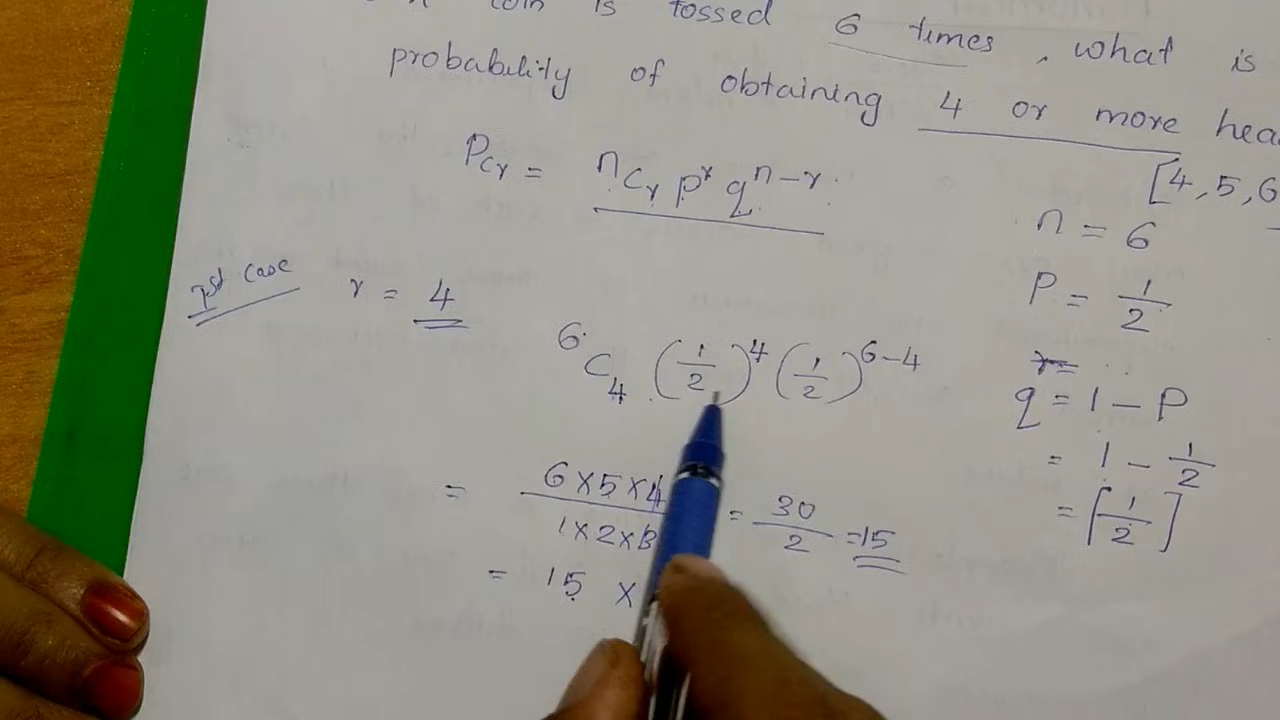 coin is tossed 6 times, what is
probability of obtaining 4 or more hea
[4, 5, 6
Pcr = nCr p^r q^n-r
n = 6
1st case r = 4
P = 1/2
6C4 (1/2)^4 (1/2)^6-4
q = 1 - P
= 1 - 1/2
= [1/2]
= 6×5×4 / 1×2×3 = 30/2 = 15
= 15 ×